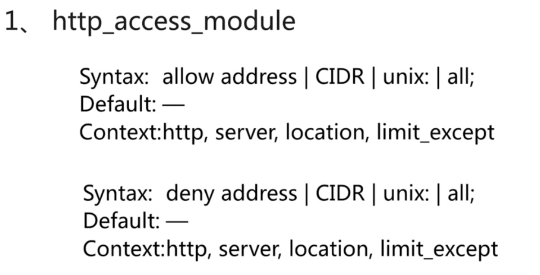 1、 http_access_module
Syntax: allow address | CIDR | unix: | all;
Default: —
Context:http, server, location, limit_except
Syntax: deny address | CIDR | unix: | all;
Default: —
Context:http, server, location, limit_except